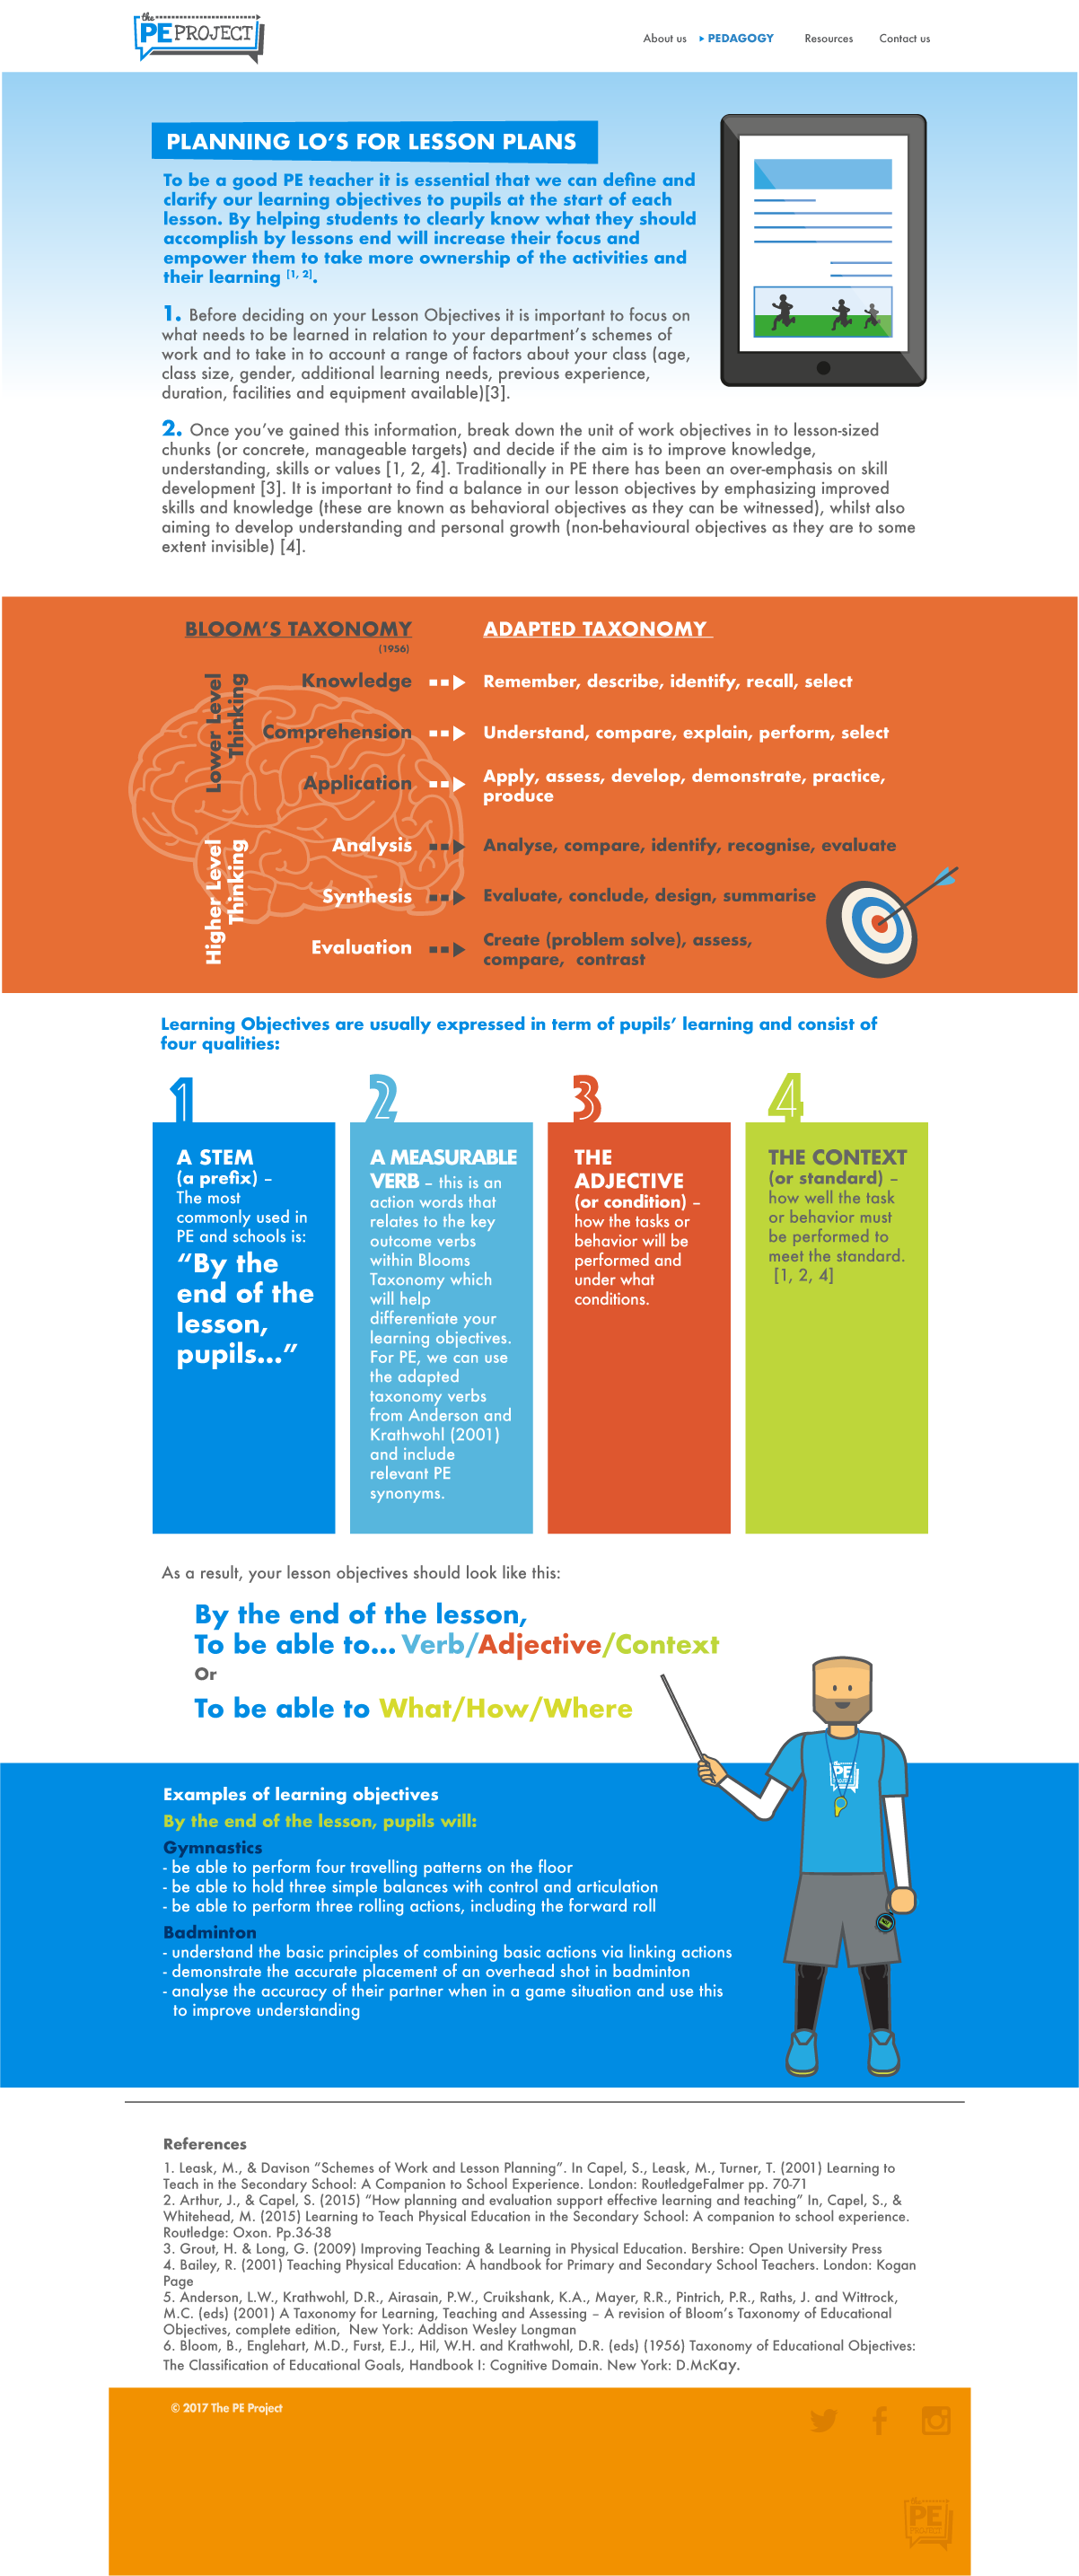 the
PE PROJECT
About us
PEDAGOGY
Resources
Contact us
PLANNING LO'S FOR LESSON PLANS
To be a good PE teacher it is essential that we can define and
clarify our learning objectives to pupils at the start of each
lesson. By helping students to clearly know what they should
accomplish by lessons end will increase their focus and
empower them to take more ownership of the activities and
their learning [1, 2].
1. Before deciding on your Lesson Objectives it is important to focus on
what needs to be learned in relation to your department's schemes of
work and to take in to account a range of factors about your class (age,
class size, gender, additional learning needs, previous experience,
duration, facilities and equipment available)[3].
2. Once you've gained this information, break down the unit of work objectives in to lesson-sized
chunks (or concrete, manageable targets) and decide if the aim is to improve knowledge,
understanding, skills or values [1, 2, 4]. Traditionally in PE there has been an over-emphasis on skill
development [3]. It is important to find a balance in our lesson objectives by emphasizing improved
skills and knowledge (these are known as behavioral objectives as they can be witnessed), whilst also
aiming to develop understanding and personal growth (non-behavioural objectives as they are to some
extent invisible) [4].
BLOOM'S TAXONOMY
(1956)
ADAPTED TAXONOMY
Lower Level
Thinking
Knowledge
Remember, describe, identify, recall, select
Comprehension
Understand, compare, explain, perform, select
Application
Apply, assess, develop, demonstrate, practice,
produce
Higher Level
Thinking
Analysis
Analyse, compare, identify, recognise, evaluate
Synthesis
Evaluate, conclude, design, summarise
Evaluation
Create (problem solve), assess,
compare, contrast
Learning Objectives are usually expressed in term of pupils' learning and consist of
four qualities:
1
A STEM
(a prefix) –
The most
commonly used in
PE and schools is:
"By the
end of the
lesson,
pupils..."
2
A MEASURABLE
VERB – this is an
action words that
relates to the key
outcome verbs
within Blooms
Taxonomy which
will help
differentiate your
learning objectives.
For PE, we can use
the adapted
taxonomy verbs
from Anderson and
Krathwohl (2001)
and include
relevant PE
synonyms.
3
THE
ADJECTIVE
(or condition) –
how the tasks or
behavior will be
performed and
under what
conditions.
4
THE CONTEXT
(or standard) –
how well the task
or behavior must
be performed to
meet the standard.
[1, 2, 4]
As a result, your lesson objectives should look like this:
By the end of the lesson,
To be able to... Verb/Adjective/Context
Or
To be able to What/How/Where
PE
Examples of learning objectives
By the end of the lesson, pupils will:
Gymnastics
- be able to perform four travelling patterns on the floor
- be able to hold three simple balances with control and articulation
- be able to perform three rolling actions, including the forward roll
Badminton
- understand the basic principles of combining basic actions via linking actions
- demonstrate the accurate placement of an overhead shot in badminton
- analyse the accuracy of their partner when in a game situation and use this
to improve understanding
References
1. Leask, M., & Davison "Schemes of Work and Lesson Planning". In Capel, S., Leask, M., Turner, T. (2001) Learning to
Teach in the Secondary School: A Companion to School Experience. London: RoutledgeFalmer pp. 70-71
2. Arthur, J., & Capel, S. (2015) "How planning and evaluation support effective learning and teaching" In, Capel, S., &
Whitehead, M. (2015) Learning to Teach Physical Education in the Secondary School: A companion to school experience.
Routledge: Oxon. Pp.36-38
3. Grout, H. & Long, G. (2009) Improving Teaching & Learning in Physical Education. Bershire: Open University Press
4. Bailey, R. (2001) Teaching Physical Education: A handbook for Primary and Secondary School Teachers. London: Kogan
Page
5. Anderson, L.W., Krathwohl, D.R., Airasain, P.W., Cruikshank, K.A., Mayer, R.R., Pintrich, P.R., Raths, J. and Wittrock,
M.C. (eds) (2001) A Taxonomy for Learning, Teaching and Assessing – A revision of Bloom's Taxonomy of Educational
Objectives, complete edition, New York: Addison Wesley Longman
6. Bloom, B., Englehart, M.D., Furst, E.J., Hil, W.H. and Krathwohl, D.R. (eds) (1956) Taxonomy of Educational Objectives:
The Classification of Educational Goals, Handbook I: Cognitive Domain. New York: D.McKay.
© 2017 The PE Project
the
PE
PROJECT